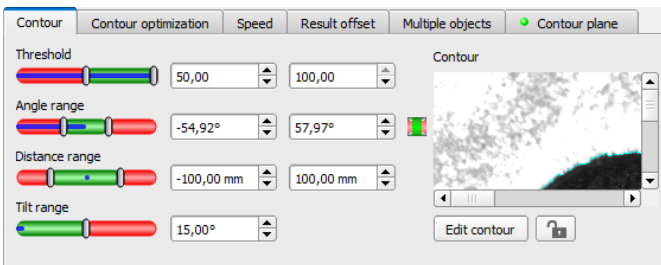 Contour Contour optimization Speed Result offset Multiple objects Contour plane
Threshold
50,00 100,00
Angle range
-54,92° 57,97°
Distance range
-100,00 mm 100,00 mm
Tilt range
15,00°
Contour
Edit contour